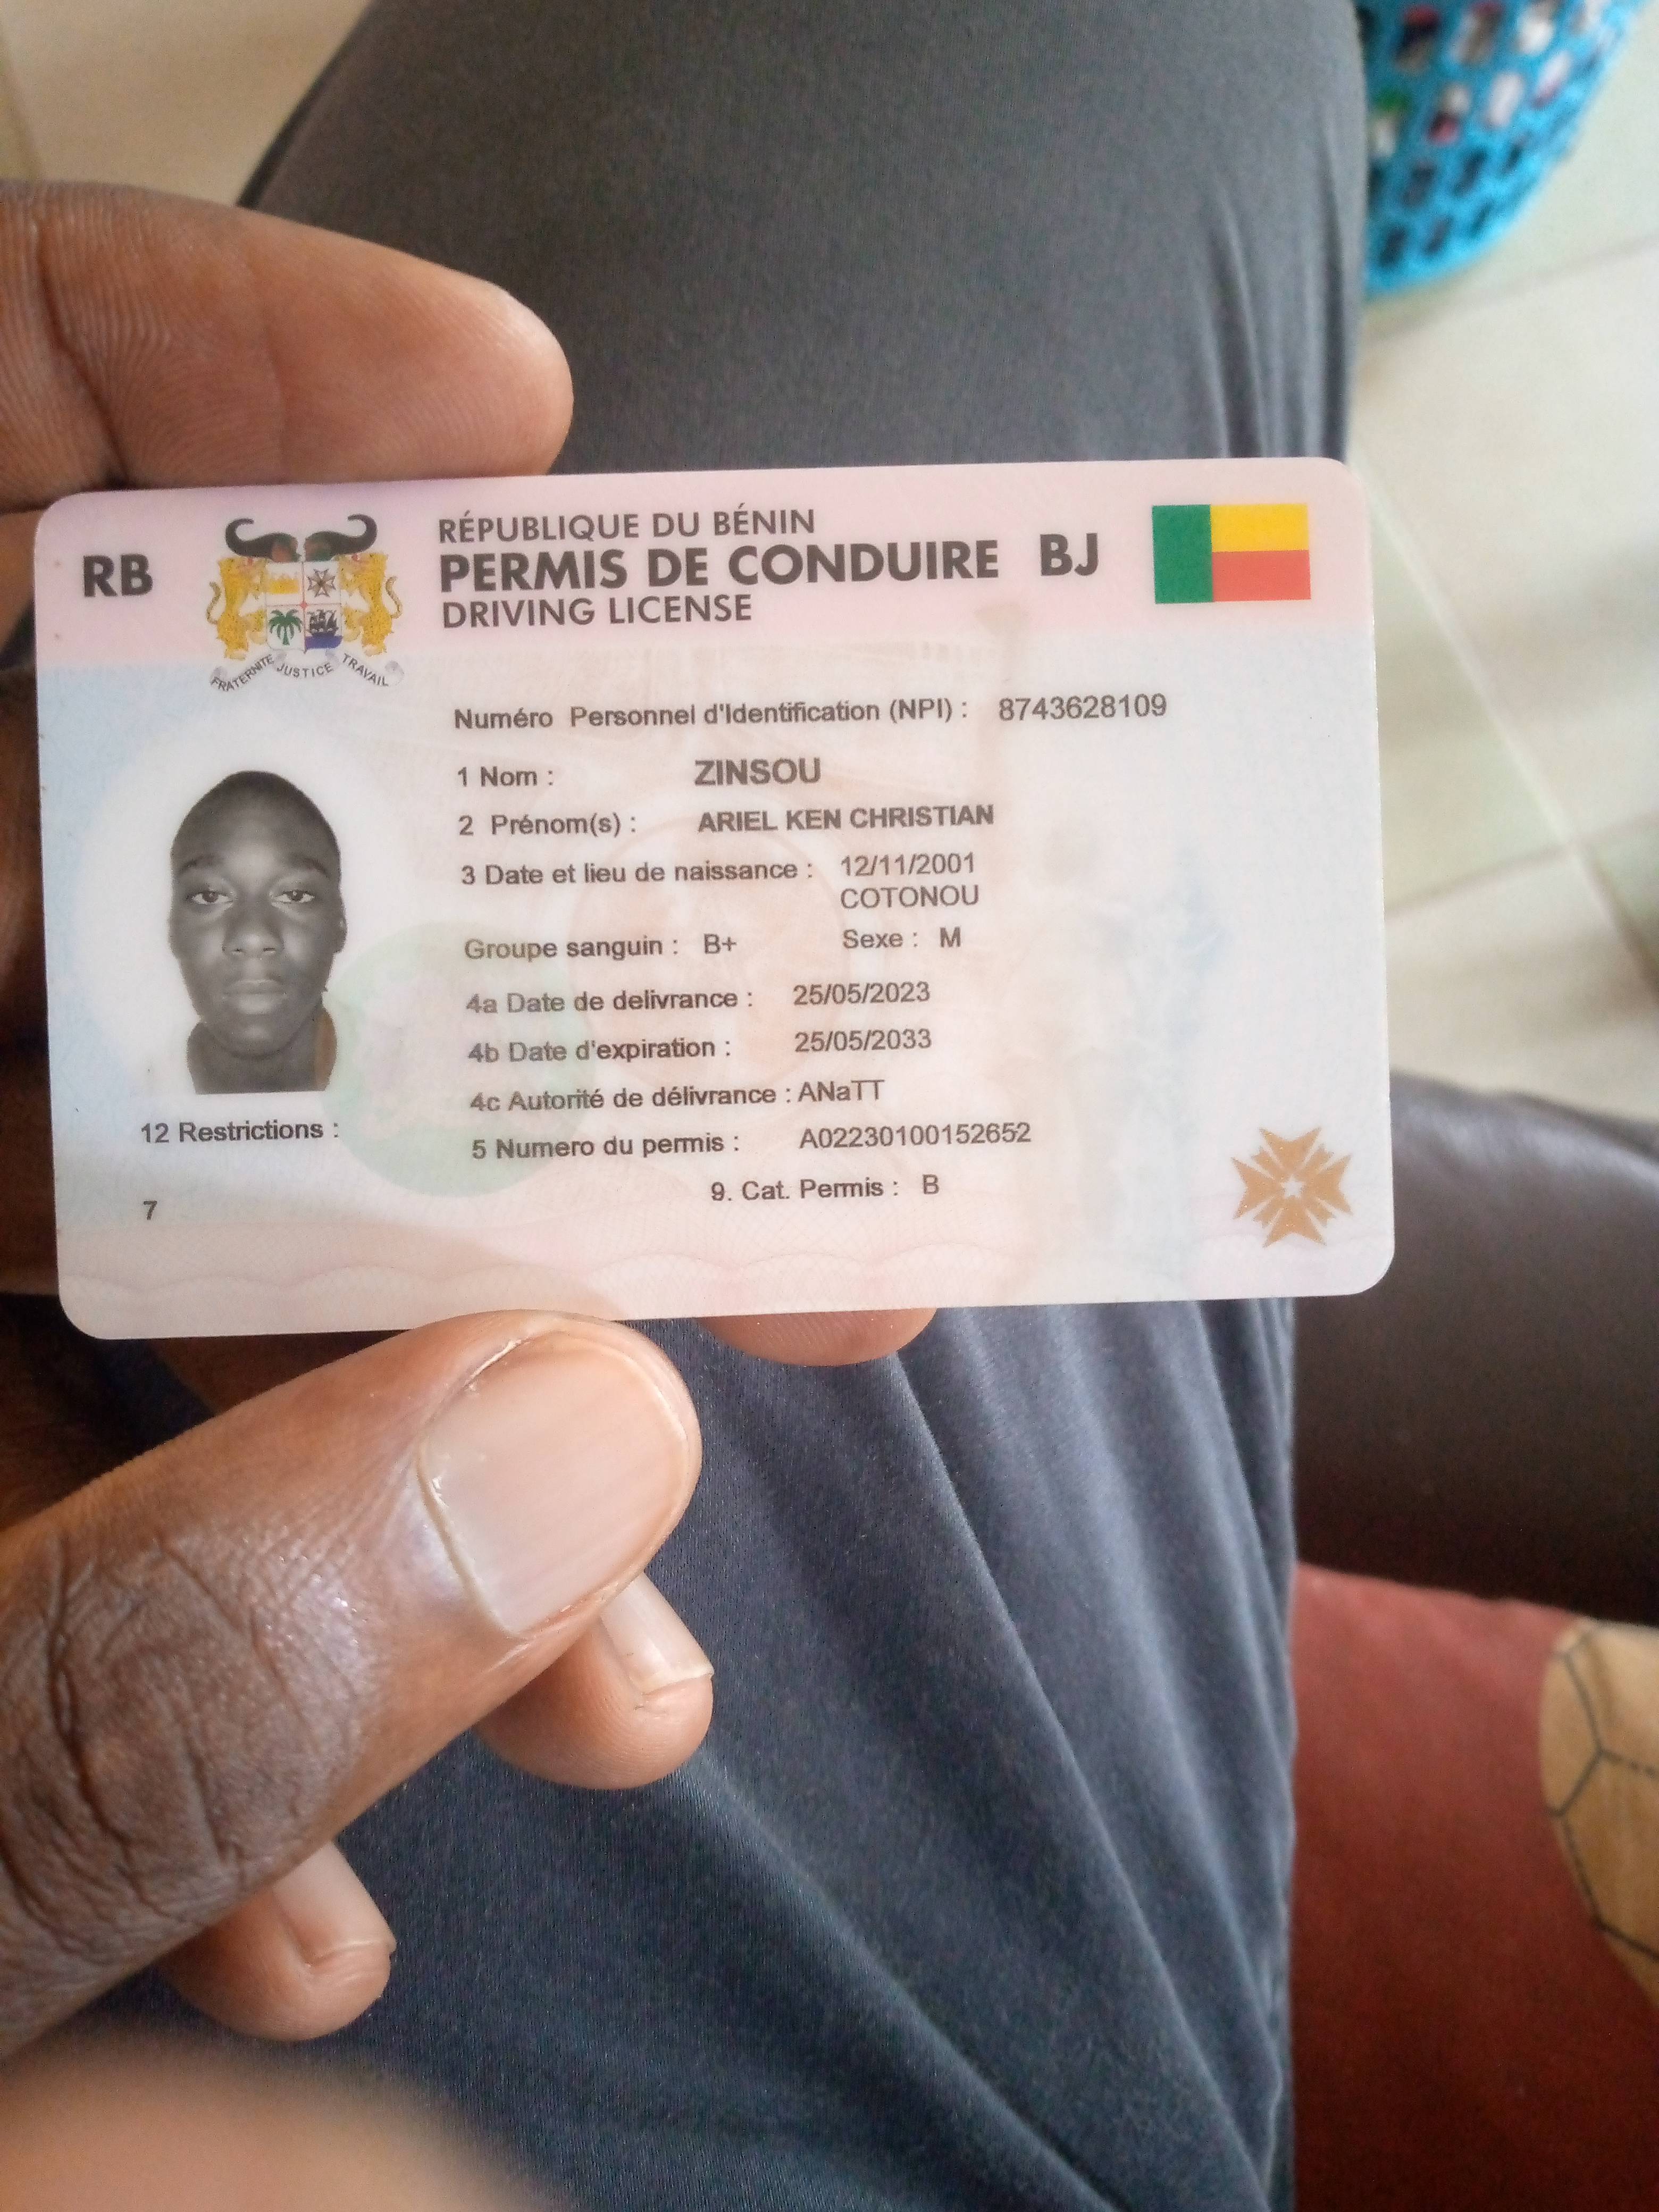 RB
RÉPUBLIQUE DU BÉNIN
PERMIS DE CONDUIRE BJ
DRIVING LICENSE
FRATERNITE JUSTICE TRAVAIL
Numéro Personnel d'Identification (NPI) : 8743628109
1 Nom : ZINSOU
2 Prénom(s) : ARIEL KEN CHRISTIAN
3 Date et lieu de naissance : 12/11/2001
COTONOU
Groupe sanguin : B+ Sexe : M
4a Date de delivrance : 25/05/2023
4b Date d'expiration : 25/05/2033
4c Autorité de délivrance : ANaTT
12 Restrictions :
5 Numero du permis : A02230100152652
9. Cat. Permis : B
7